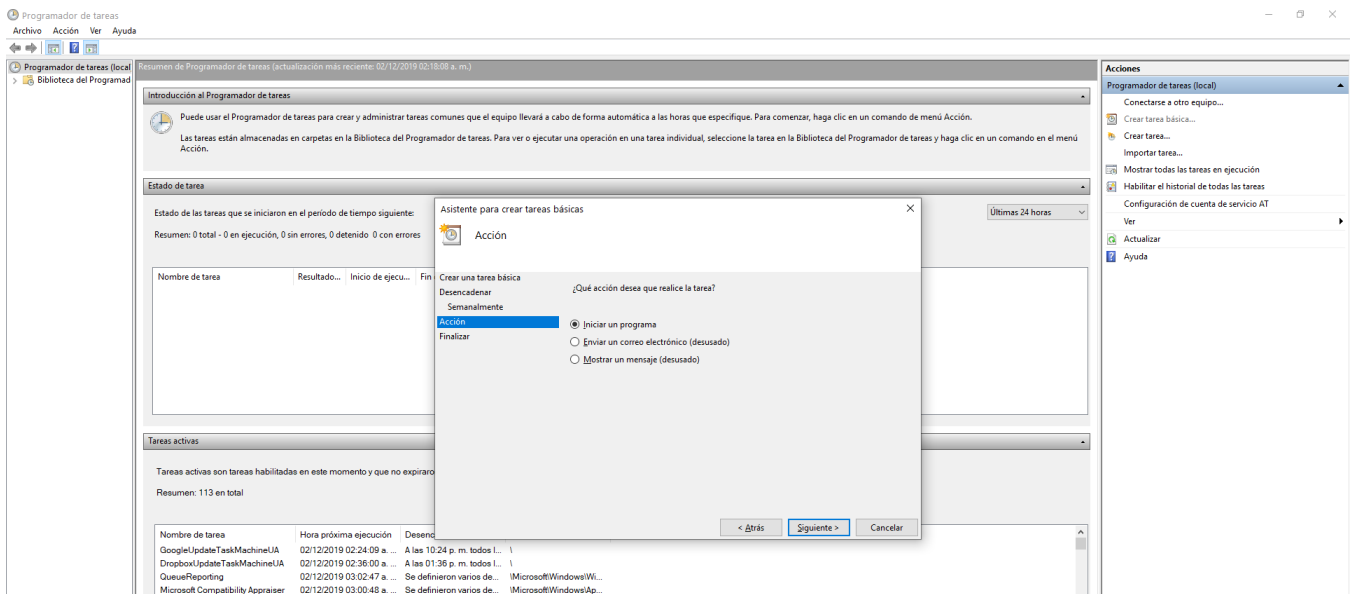 Programador de tareas
Archivo Acción Ver Ayuda
Programador de tareas (local
Biblioteca del Programad
Resumen de Programador de tareas (actualización más reciente: 02/12/2019 02:18:08 a. m.)
Introducción al Programador de tareas
Puede usar el Programador de tareas para crear y administrar tareas comunes que el equipo llevará a cabo de forma automática a las horas que especifique. Para comenzar, haga clic en un comando de menú Acción.
Las tareas están almacenadas en carpetas en la Biblioteca del Programador de tareas. Para ver o ejecutar una operación en una tarea individual, seleccione la tarea en la Biblioteca del Programador de tareas y haga clic en un comando en el menú
Acción.
Estado de tarea
Estado de las tareas que se iniciaron en el período de tiempo siguiente:
Últimas 24 horas
Resumen: 0 total - 0 en ejecución, 0 sin errores, 0 detenido 0 con errores
Nombre de tarea Resultado... Inicio de ejecu... Fin
Asistente para crear tareas básicas
Acción
Crear una tarea básica
Desencadenar
Semanalmente
Acción
Finalizar
¿Qué acción desea que realice la tarea?
Iniciar un programa
Enviar un correo electrónico (desusado)
Mostrar un mensaje (desusado)
< Atrás Siguiente > Cancelar
Tareas activas
Tareas activas son tareas habilitadas en este momento y que no expiraro
Resumen: 113 en total
Nombre de tarea Hora próxima ejecución Desenc
GoogleUpdateTaskMachineUA 02/12/2019 02:24:09 a. ... A las 10:24 p. m. todos l... \
DropboxUpdateTaskMachineUA 02/12/2019 02:36:00 a. ... A las 01:36 p. m. todos l... \
QueueReporting 02/12/2019 03:02:47 a. ... Se definieron varios de... \Microsoft\Windows\Wi...
Microsoft Compatibility Appraiser 02/12/2019 03:00:48 a. ... Se definieron varios de... \Microsoft\Windows\Ap...
Acciones
Programador de tareas (local)
Conectarse a otro equipo...
Crear tarea básica...
Crear tarea...
Importar tarea...
Mostrar todas las tareas en ejecución
Habilitar el historial de todas las tareas
Configuración de cuenta de servicio AT
Ver
Actualizar
Ayuda